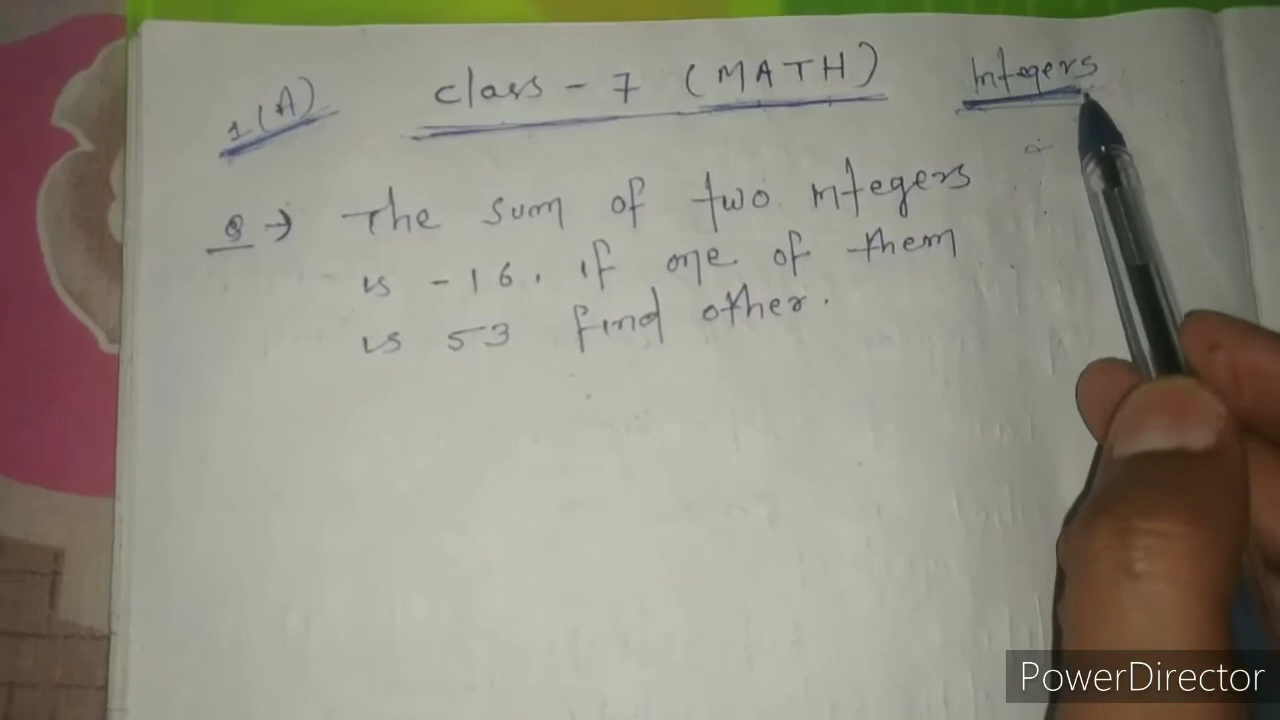 1(A) Class - 7 (MATH) Integers
Q → The sum of two integers
is -16. if one of them
is 53 find other.
PowerDirector